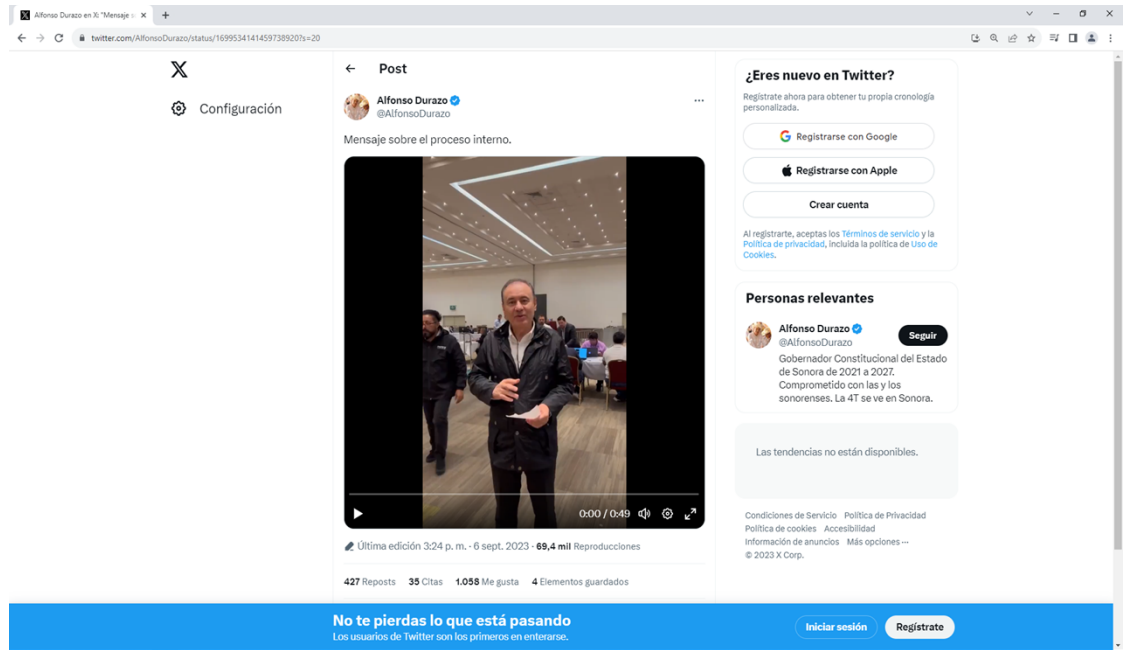 Alfonso Durazo en X: "Mensaje s
twitter.com/AlfonsoDurazo/status/1699534141459738920?s=20
X
Configuración
Post
Alfonso Durazo
@AlfonsoDurazo
Mensaje sobre el proceso interno.
0:00 / 0:49
Última edición 3:24 p. m. · 6 sept. 2023 · 69,4 mil Reproducciones
427 Reposts 35 Citas 1.058 Me gusta 4 Elementos guardados
¿Eres nuevo en Twitter?
Regístrate ahora para obtener tu propia cronología
personalizada.
Registrarse con Google
Registrarse con Apple
Crear cuenta
Al registrarte, aceptas los Términos de servicio y la
Política de privacidad, incluida la política de Uso de
Cookies.
Personas relevantes
Alfonso Durazo
@AlfonsoDurazo
Seguir
Gobernador Constitucional del Estado
de Sonora de 2021 a 2027.
Comprometido con las y los
sonorenses. La 4T se ve en Sonora.
Las tendencias no están disponibles.
Condiciones de Servicio Política de Privacidad
Política de cookies Accesibilidad
Información de anuncios Más opciones ···
© 2023 X Corp.
No te pierdas lo que está pasando
Los usuarios de Twitter son los primeros en enterarse.
Iniciar sesión
Regístrate